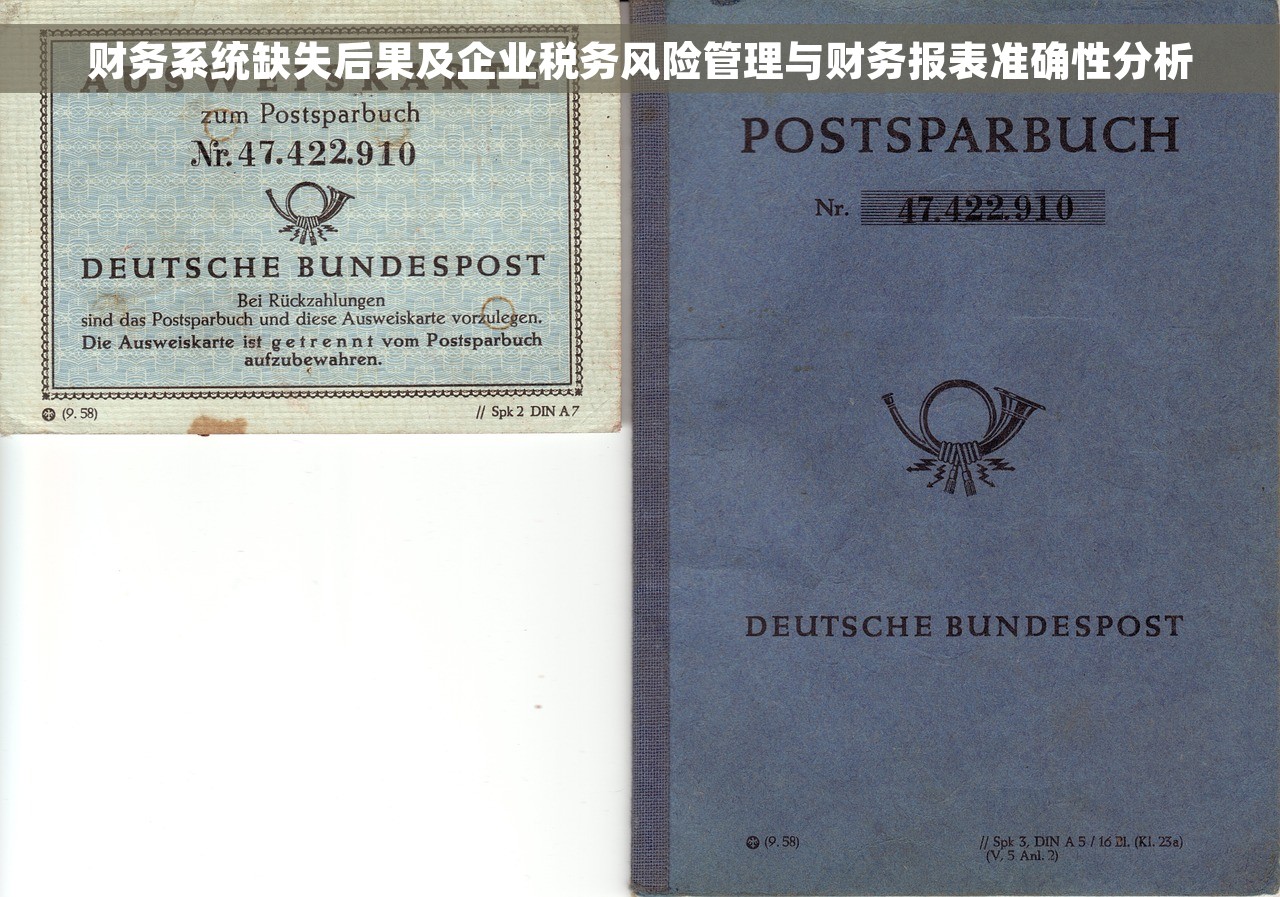 财务系统缺失后果及企业税务风险管理与财务报表准确性分析
AUSWEISKARTE
zum Postsparbuch
Nr. 47.422.910
DEUTSCHE BUNDESPOST
Bei Rückzahlungen
sind das Postsparbuch und diese Ausweiskarte vorzulegen.
Die Ausweiskarte ist getrennt vom Postsparbuch
aufzubewahren.
(9. 58)
// Spk 2 DIN A 7
POSTSPARBUCH
Nr. 47.422.910
DEUTSCHE BUNDESPOST
(9. 58)
// Spk 3, DIN A 5 / 16 Bl. (Kl. 23a)
(V, 5 Anl. 2)